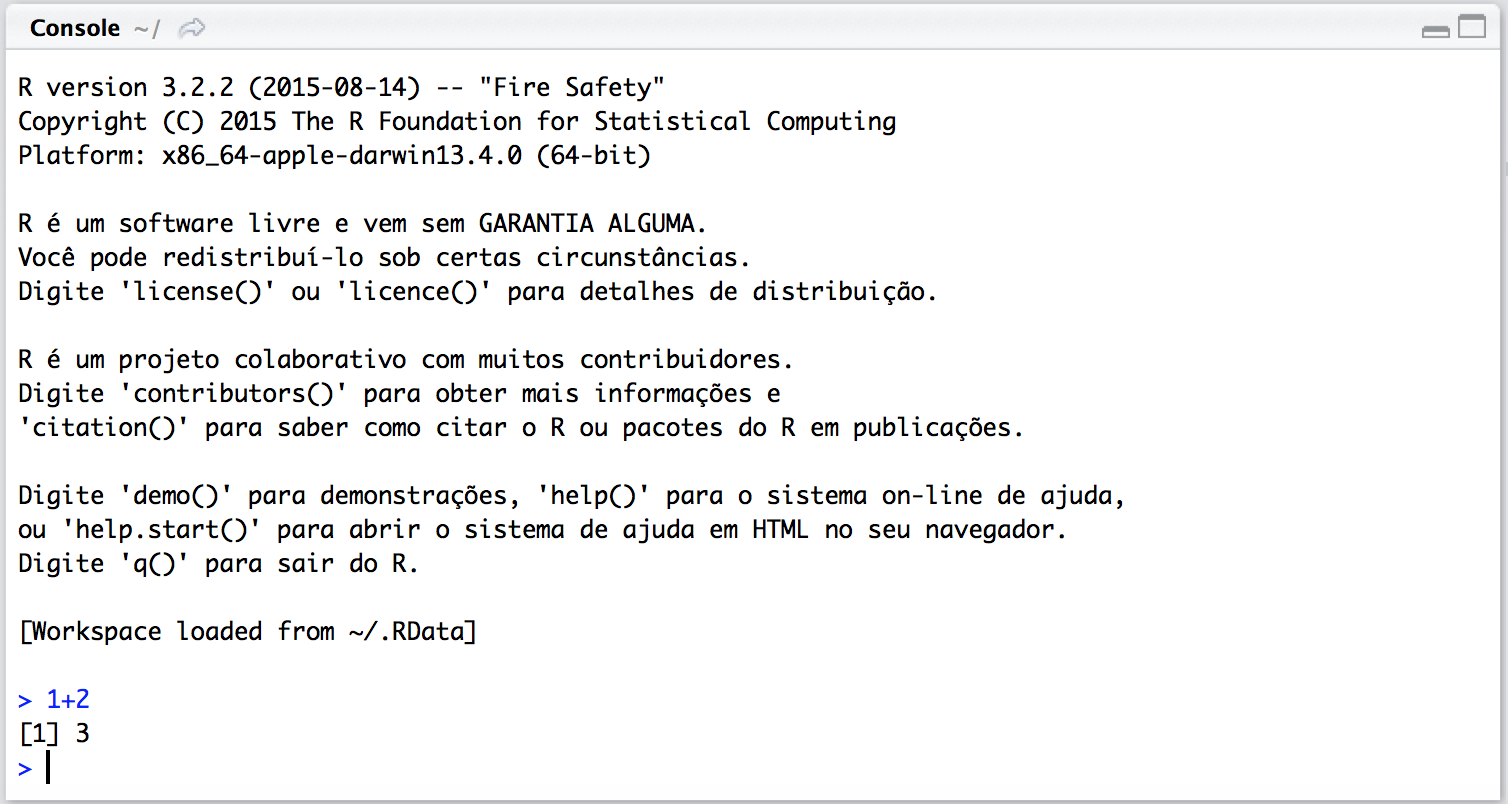 Console ~/
R version 3.2.2 (2015-08-14) -- "Fire Safety"
Copyright (C) 2015 The R Foundation for Statistical Computing
Platform: x86_64-apple-darwin13.4.0 (64-bit)
R é um software livre e vem sem GARANTIA ALGUMA.
Você pode redistribuí-lo sob certas circunstâncias.
Digite 'license()' ou 'licence()' para detalhes de distribuição.
R é um projeto colaborativo com muitos contribuidores.
Digite 'contributors()' para obter mais informações e
'citation()' para saber como citar o R ou pacotes do R em publicações.
Digite 'demo()' para demonstrações, 'help()' para o sistema on-line de ajuda,
ou 'help.start()' para abrir o sistema de ajuda em HTML no seu navegador.
Digite 'q()' para sair do R.
[Workspace loaded from ~/.RData]
> 1+2
[1] 3
>